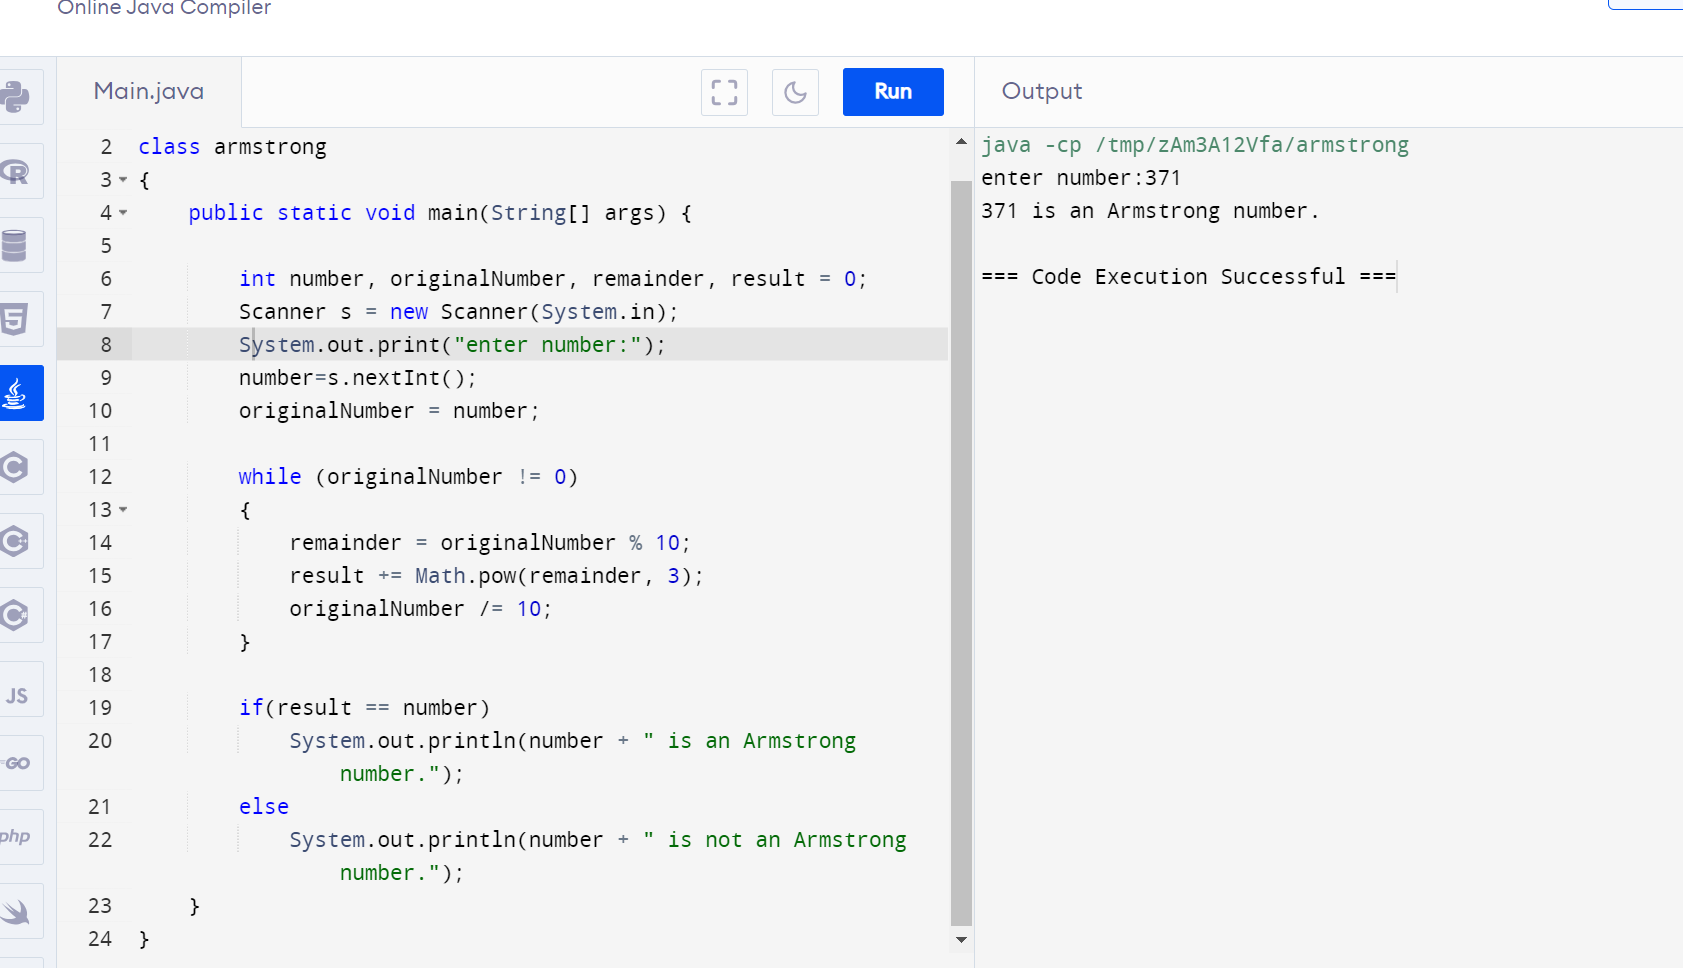 Online Java Compiler
Main.java
Run
Output
2 class armstrong
3 {
4     public static void main(String[] args) {
5
6         int number, originalNumber, remainder, result = 0;
7         Scanner s = new Scanner(System.in);
8         System.out.print("enter number:");
9         number=s.nextInt();
10         originalNumber = number;
11
12         while (originalNumber != 0)
13         {
14             remainder = originalNumber % 10;
15             result += Math.pow(remainder, 3);
16             originalNumber /= 10;
17         }
18
19         if(result == number)
20             System.out.println(number + " is an Armstrong
number.");
21         else
22             System.out.println(number + " is not an Armstrong
number.");
23     }
24 }
java -cp /tmp/zAm3A12Vfa/armstrong
enter number:371
371 is an Armstrong number.
=== Code Execution Successful ===
R
5
C
C
C#
JS
GO
php